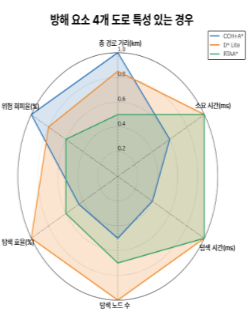 방해 요소 4개 도로 특성 있는 경우
CCH+A*
D* Lite
RTAA*
총 경로 거리(km)
1.0
0.8
0.6
0.4
0.2
위험 회피율(%)
소요 시간(ms)
탐색 효율(%)
탐색 시간(ms)
탐색 노드 수